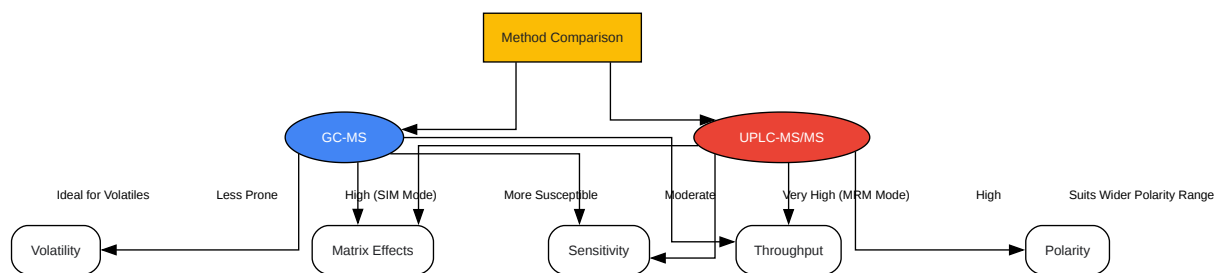 Method Comparison
GC-MS
UPLC-MS/MS
Ideal for Volatiles
Less Prone
High (SIM Mode)
More Susceptible
Moderate
Very High (MRM Mode)
High
Suits Wider Polarity Range
Volatility
Matrix Effects
Sensitivity
Throughput
Polarity